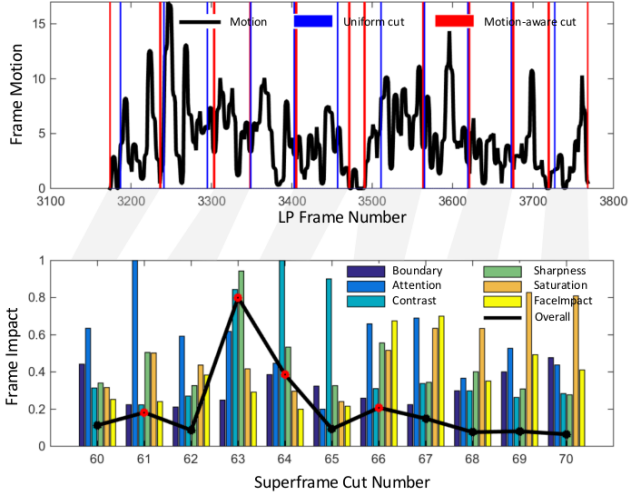 Motion Uniform cut Motion-aware cut
Frame Motion
15
10
5
0
3100 3200 3300 3400 3500 3600 3700 3800
LP Frame Number
Boundary Sharpness
Attention Saturation
Contrast FaceImpact
Overall
Frame Impact
1
0.8
0.6
0.4
0.2
0
60 61 62 63 64 65 66 67 68 69 70
Superframe Cut Number